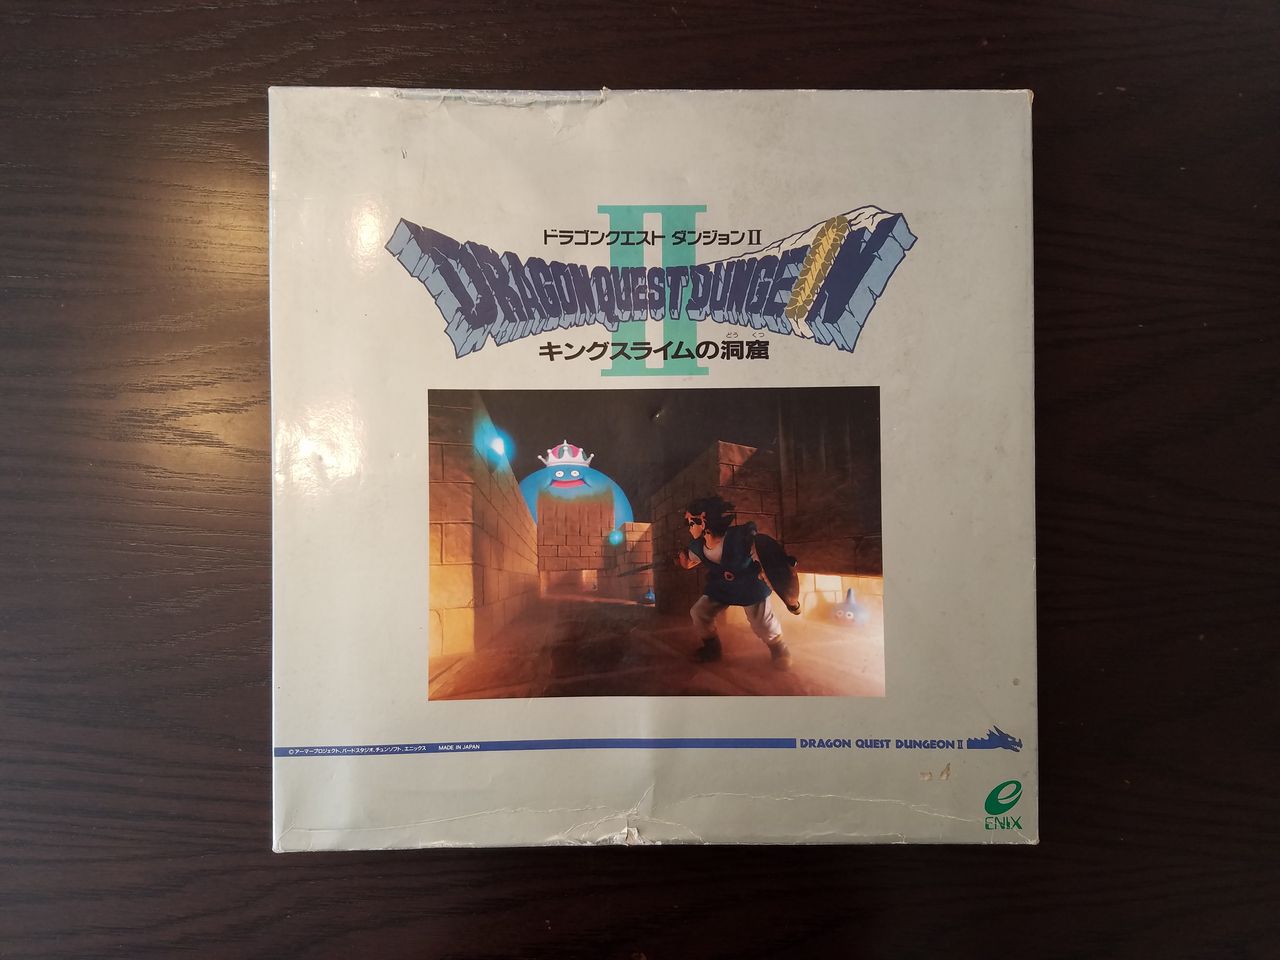 ドラゴンクエスト ダンジョンII
DRAGON QUEST DUNGEON
II
どう くつ
キングスライムの洞窟
© アーマープロジェクト、バードスタジオ、チュンソフト、エニックス MADE IN JAPAN
DRAGON QUEST DUNGEON II
e
ENIX